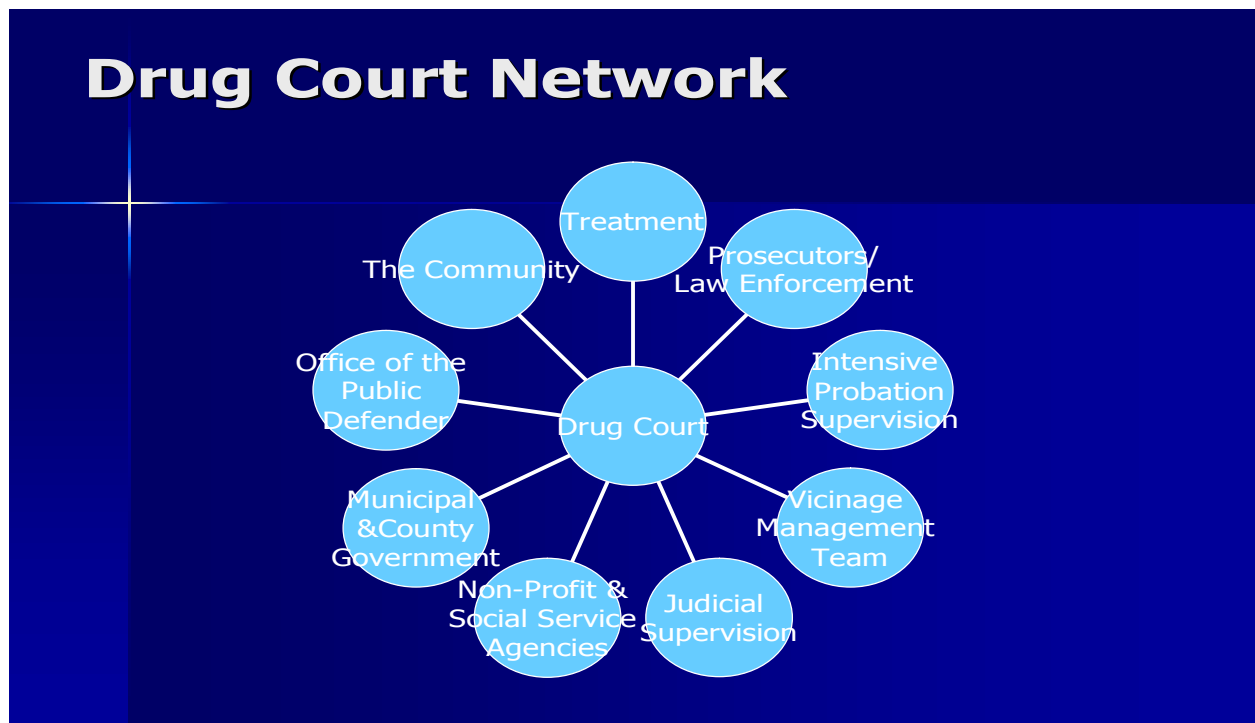 Drug Court Network
Treatment
Prosecutors/
Law Enforcement
Intensive
Probation
Supervision
Vicinage
Management
Team
Judicial
Supervision
Non-Profit &
Social Service
Agencies
Municipal
&County
Government
Office of the
Public
Defender
The Community
Drug Court